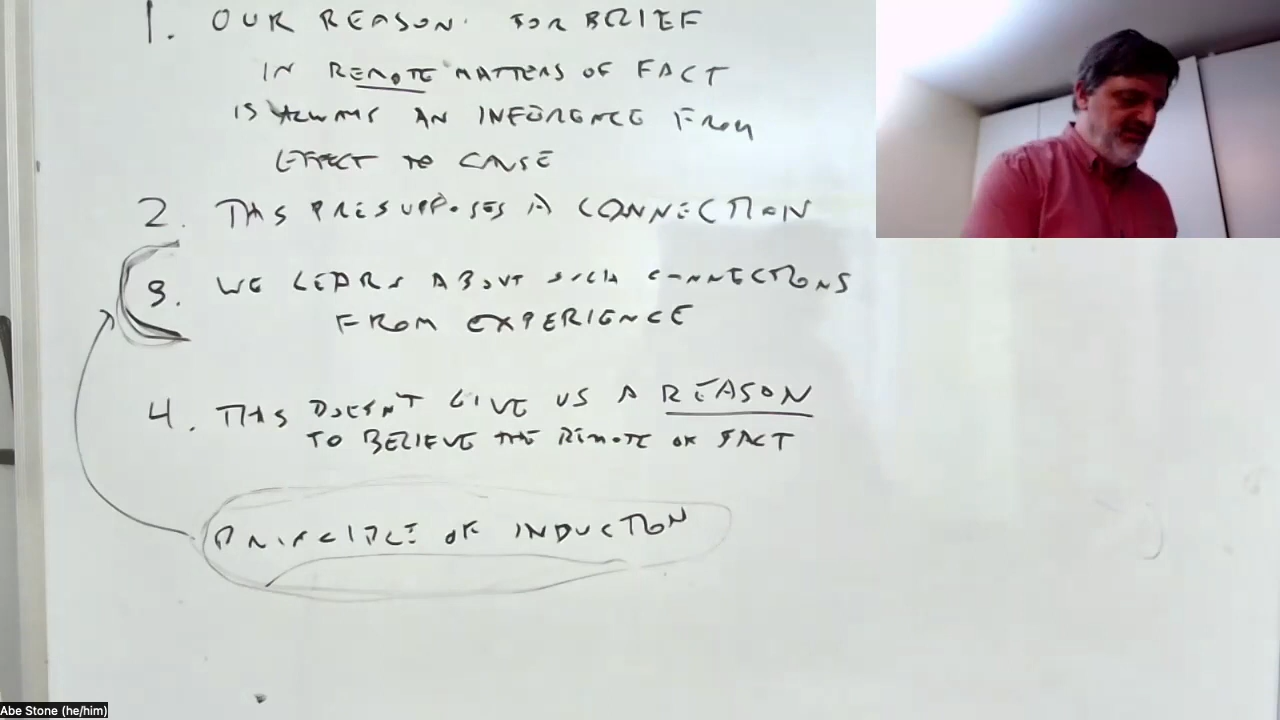 1. OUR REASON FOR BELIEF
IN REMOTE MATTERS OF FACT
IS ALWAYS AN INFERENCE FROM
EFFECT TO CAUSE
2. THIS PRESUPPOSES A CONNECTION
3. WE LEARN ABOUT SUCH CONNECTIONS
FROM EXPERIENCE
4. THIS DOESN'T GIVE US A REASON
TO BELIEVE THE REMOTE OF FACT
PRINCIPLE OF INDUCTION
Abe Stone (he/him)